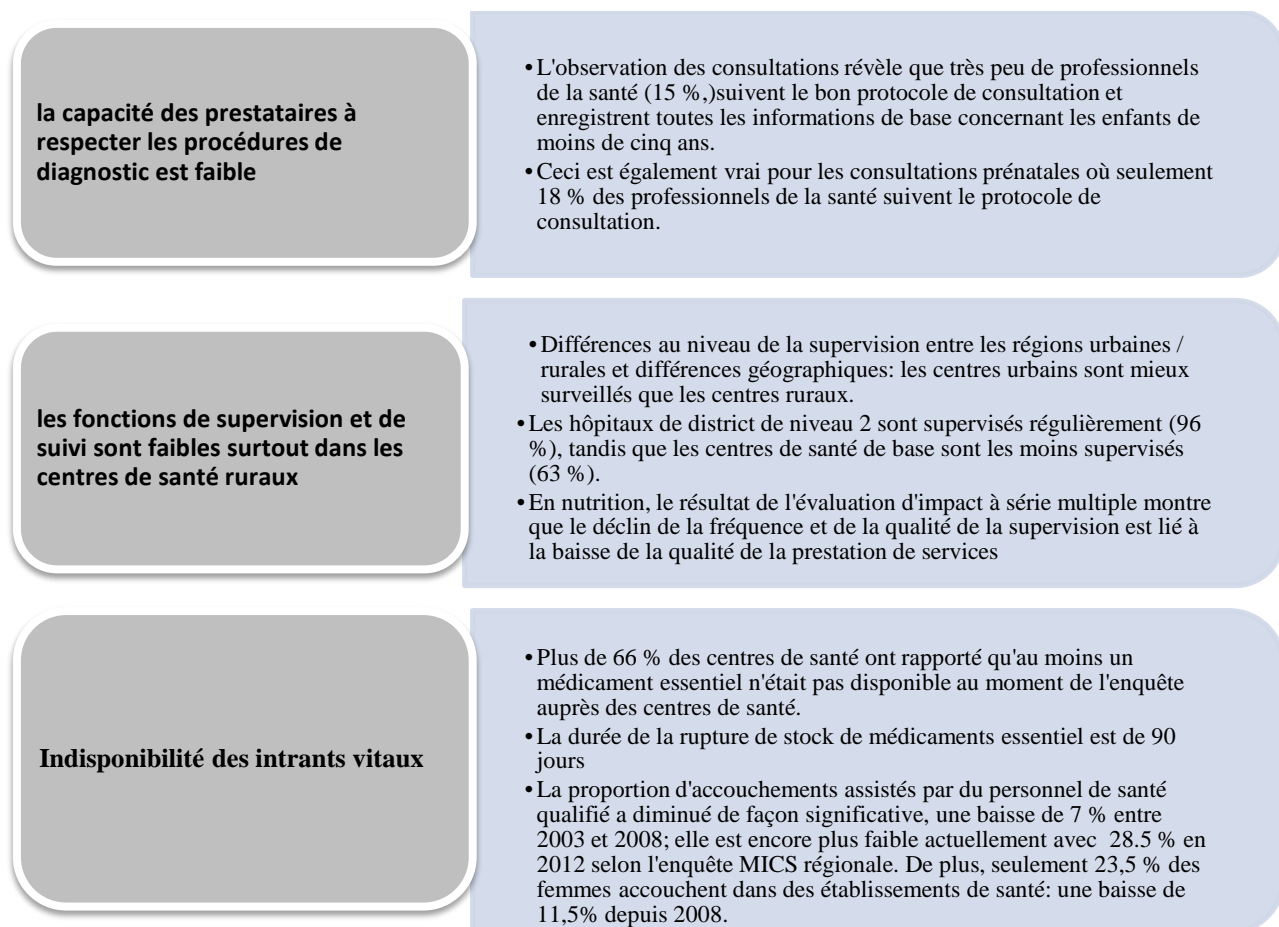 la capacité des prestataires à
respecter les procédures de
diagnostic est faible
•L'observation des consultations révèle que très peu de professionnels
de la santé (15 %,)suivent le bon protocole de consultation et
enregistrent toutes les informations de base concernant les enfants de
moins de cinq ans.
•Ceci est également vrai pour les consultations prénatales où seulement
18 % des professionnels de la santé suivent le protocole de
consultation.
les fonctions de supervision et de
suivi sont faibles surtout dans les
centres de santé ruraux
•Différences au niveau de la supervision entre les régions urbaines /
rurales et différences géographiques: les centres urbains sont mieux
surveillés que les centres ruraux.
•Les hôpitaux de district de niveau 2 sont supervisés régulièrement (96
%), tandis que les centres de santé de base sont les moins supervisés
(63 %).
•En nutrition, le résultat de l'évaluation d'impact à série multiple montre
que le déclin de la fréquence et de la qualité de la supervision est lié à
la baisse de la qualité de la prestation de services
Indisponibilité des intrants vitaux
•Plus de 66 % des centres de santé ont rapporté qu'au moins un
médicament essentiel n'était pas disponible au moment de l'enquête
auprès des centres de santé.
•La durée de la rupture de stock de médicaments essentiel est de 90
jours
•La proportion d'accouchements assistés par du personnel de santé
qualifié a diminué de façon significative, une baisse de 7 % entre
2003 et 2008; elle est encore plus faible actuellement avec 28.5 % en
2012 selon l'enquête MICS régionale. De plus, seulement 23,5 % des
femmes accouchent dans des établissements de santé: une baisse de
11,5% depuis 2008.